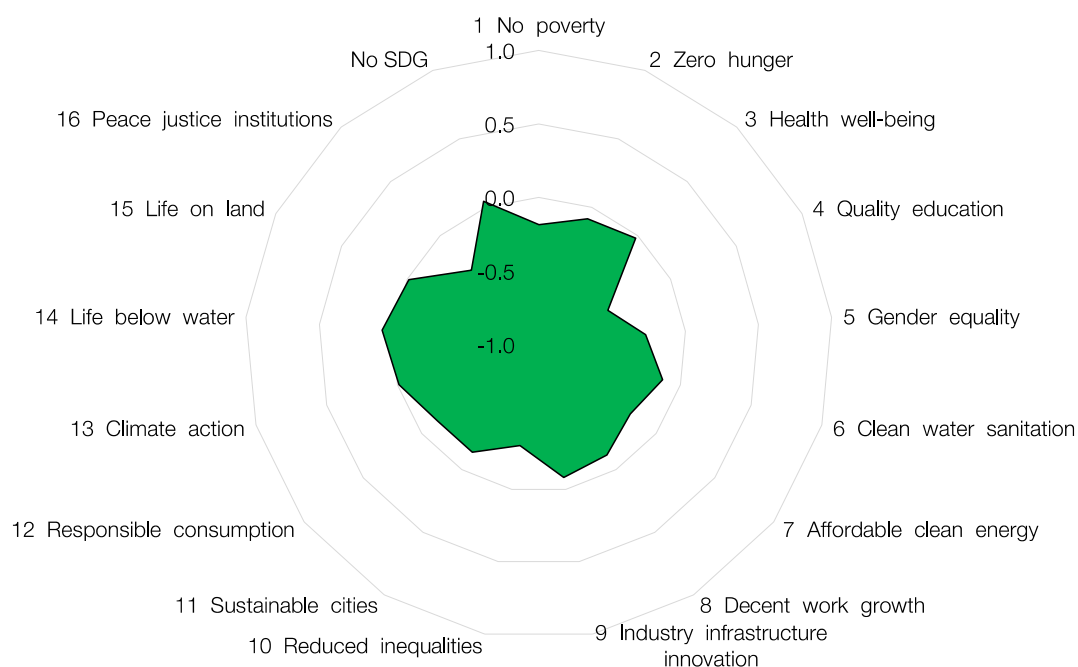 1 No poverty
2 Zero hunger
3 Health well-being
4 Quality education
5 Gender equality
6 Clean water sanitation
7 Affordable clean energy
8 Decent work growth
9 Industry infrastructure
innovation
10 Reduced inequalities
11 Sustainable cities
12 Responsible consumption
13 Climate action
14 Life below water
15 Life on land
16 Peace justice institutions
No SDG
1.0
0.5
0.0
-0.5
-1.0